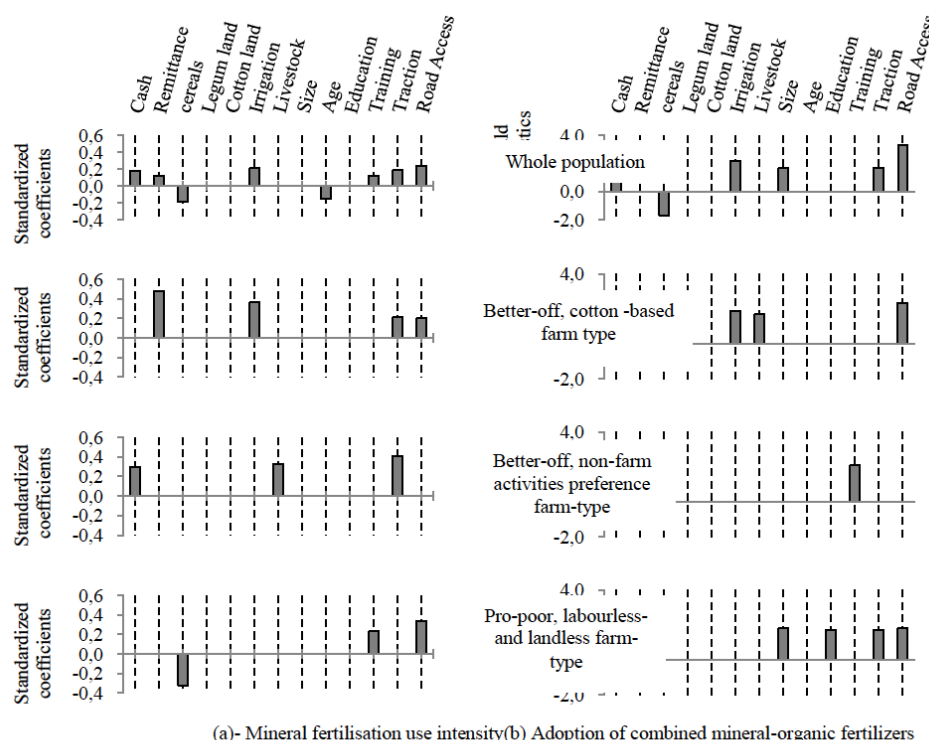 Cash
Remittance
cereals
Legum land
Cotton land
Irrigation
Livestock
Size
Age
Education
Training
Traction
Road Access
Standardized
coefficients
0,6
0,4
0,2
0,0
-0,2
-0,4
Standardized
coefficients
0,6
0,4
0,2
0,0
-0,2
-0,4
Standardized
coefficients
0,6
0,4
0,2
0,0
-0,2
-0,4
Standardized
coefficients
0,6
0,4
0,2
0,0
-0,2
-0,4
Cash
Remittance
cereals
Legum land
Cotton land
Irrigation
Livestock
Size
Age
Education
Training
Traction
Road Access
4,0
Whole population
0,0
-2,0
4,0
Better-off, cotton -based
farm type
-2,0
4,0
Better-off, non-farm
activities preference
farm-type
-2,0
4,0
Pro-poor, labourless-
and landless farm-
type
-2,0
(a)- Mineral fertilisation use intensity(b) Adoption of combined mineral-organic fertilizers